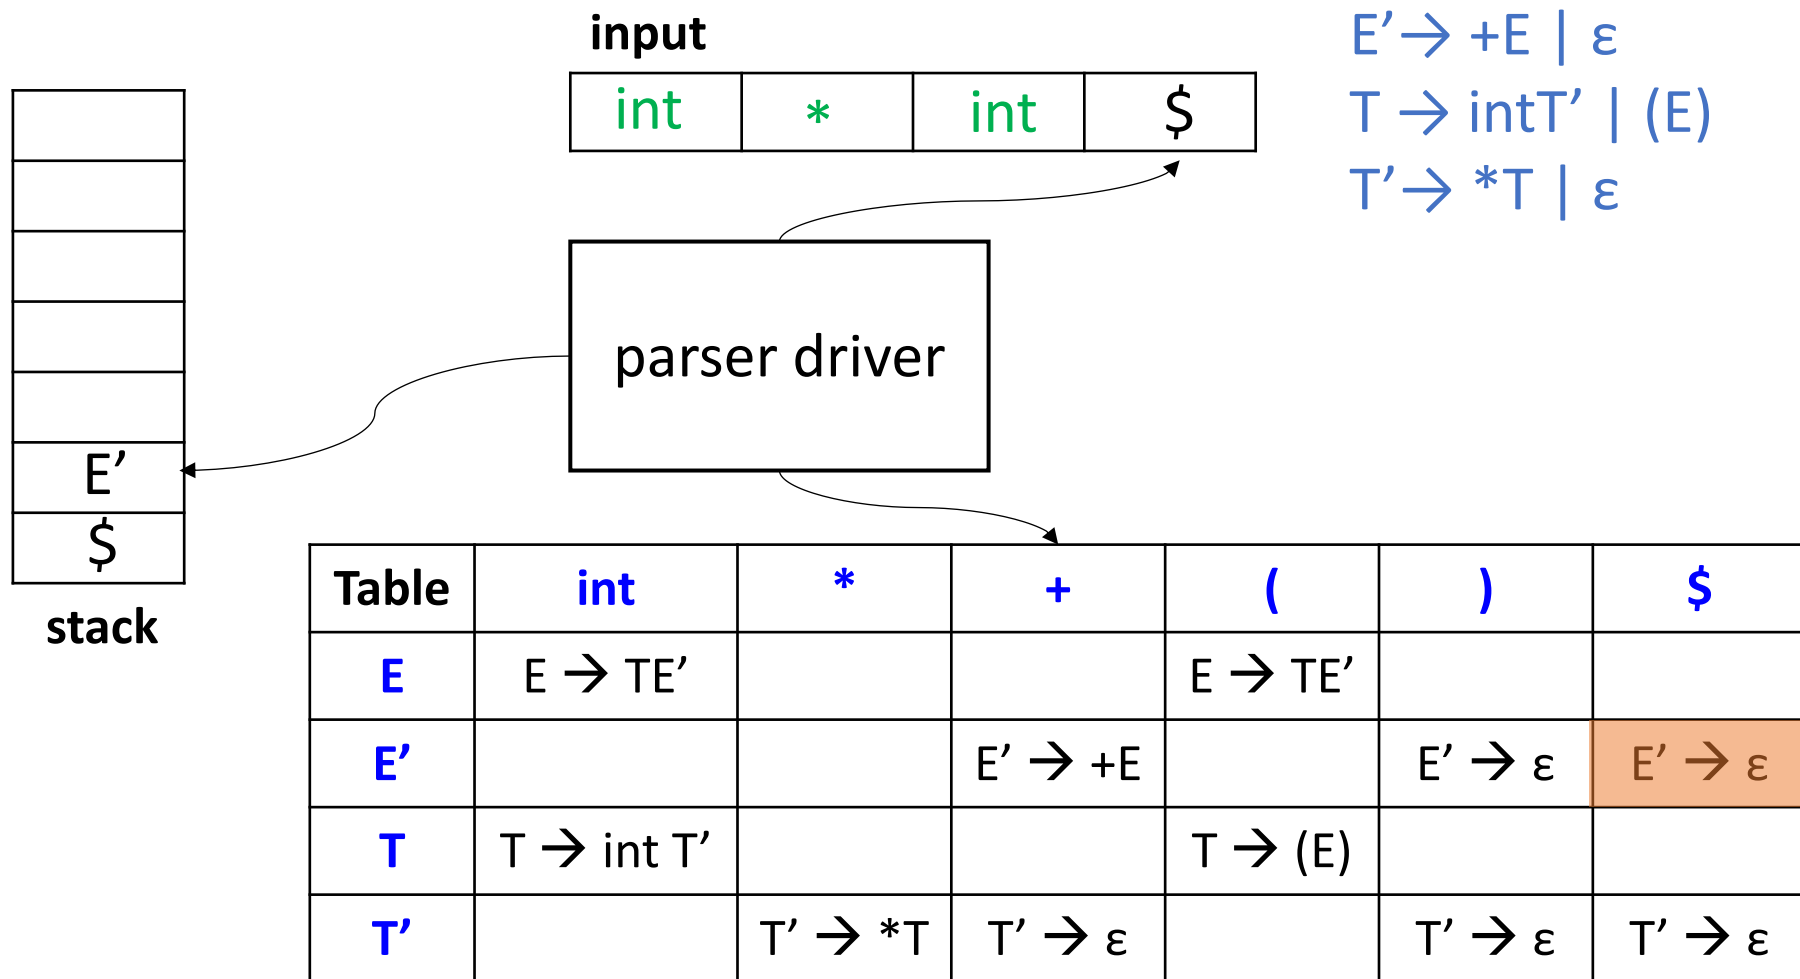 input
int * int $
E’→ +E | ε
T → intT’ | (E)
T’→ *T | ε
parser driver
E’
$
stack
Table int * + ( ) $
E E → TE’ E → TE’
E’ E’ → +E E’ → ε E’ → ε
T T → int T’ T → (E)
T’ T’ → *T T’ → ε T’ → ε T’ → ε